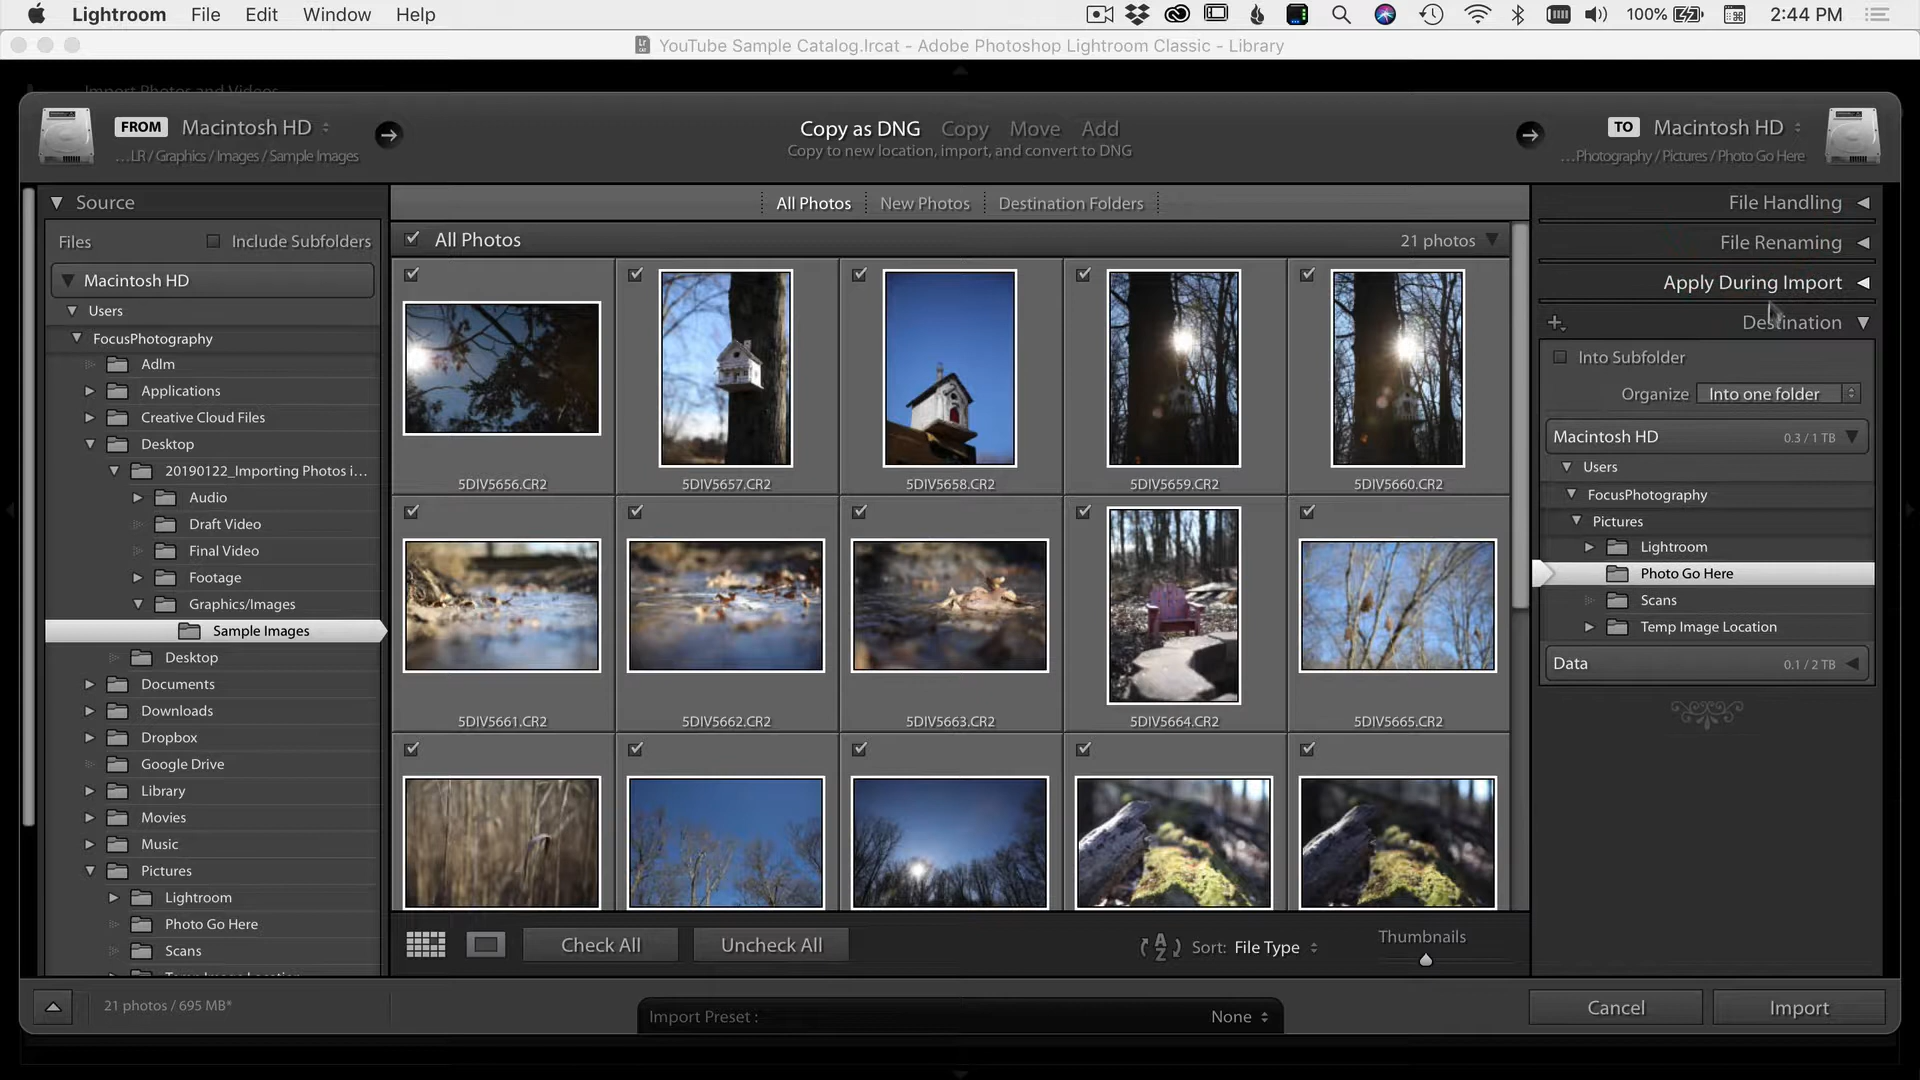 Lightroom File Edit Window Help 100% 2:44 PM
YouTube Sample Catalog.lrcat - Adobe Photoshop Lightroom Classic - Library
Import Photos and Videos
FROM Macintosh HD
...LR / Graphics / Images / Sample Images
Copy as DNG Copy Move Add
Copy to new location, import, and convert to DNG
TO Macintosh HD
...Photography / Pictures / Photo Go Here
Source
Files Include Subfolders
Macintosh HD
Users
FocusPhotography
Adlm
Applications
Creative Cloud Files
Desktop
20190122_Importing Photos i...
Audio
Draft Video
Final Video
Footage
Graphics/Images
Sample Images
Desktop
Documents
Downloads
Dropbox
Google Drive
Library
Movies
Music
Pictures
Lightroom
Photo Go Here
Scans
Temp Image Location
All Photos New Photos Destination Folders
All Photos 21 photos
5DIV5656.CR2 5DIV5657.CR2 5DIV5658.CR2 5DIV5659.CR2 5DIV5660.CR2
5DIV5661.CR2 5DIV5662.CR2 5DIV5663.CR2 5DIV5664.CR2 5DIV5665.CR2
Check All Uncheck All Sort: File Type Thumbnails
File Handling
File Renaming
Apply During Import
Destination
Into Subfolder
Organize Into one folder
Macintosh HD 0.3 / 1 TB
Users
FocusPhotography
Pictures
Lightroom
Photo Go Here
Scans
Temp Image Location
Data 0.1 / 2 TB
21 photos / 695 MB*
Import Preset : None
Cancel Import